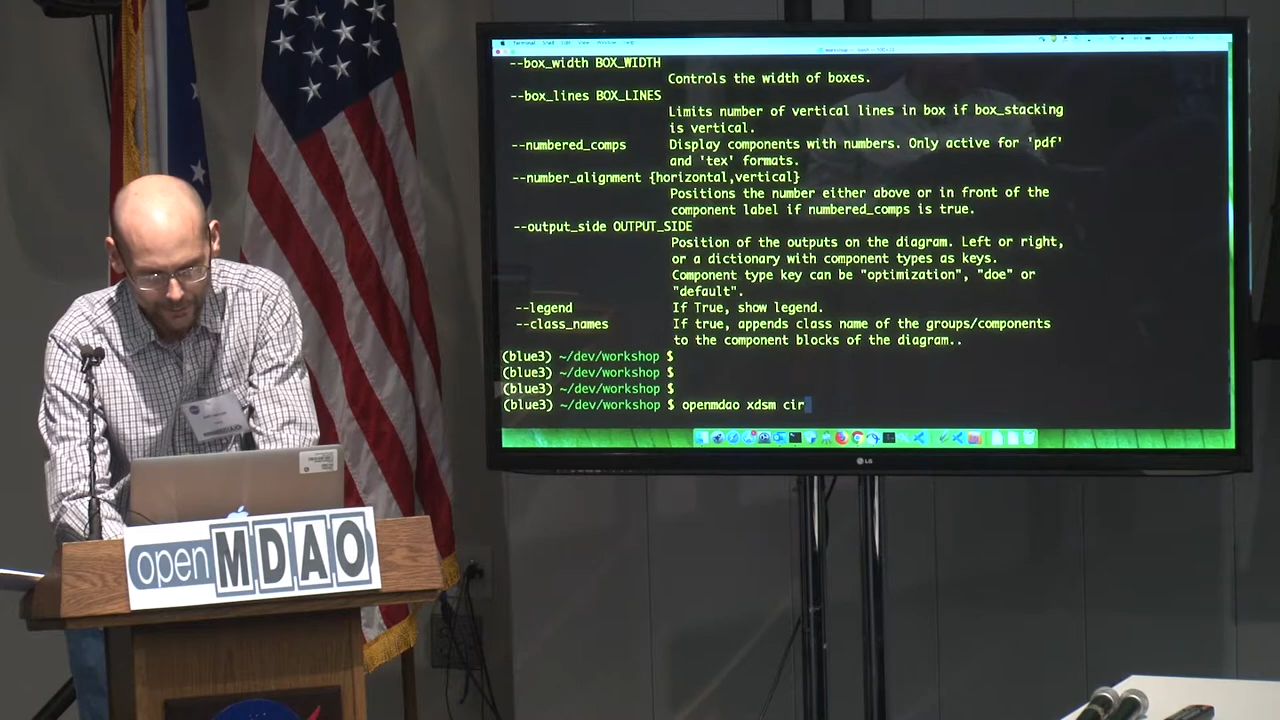 --box_width BOX_WIDTH
Controls the width of boxes.
--box_lines BOX_LINES
Limits number of vertical lines in box if box_stacking
is vertical.
--numbered_comps Display components with numbers. Only active for 'pdf'
and 'tex' formats.
--number_alignment {horizontal,vertical}
Positions the number either above or in front of the
component label if numbered_comps is true.
--output_side OUTPUT_SIDE
Position of the outputs on the diagram. Left or right,
or a dictionary with component types as keys.
Component type key can be "optimization", "doe" or
"default".
--legend If True, show legend.
--class_names If true, appends class name of the groups/components
to the component blocks of the diagram..
(blue3) ~/dev/workshop $
(blue3) ~/dev/workshop $
(blue3) ~/dev/workshop $
(blue3) ~/dev/workshop $ openmdao xdsm cir
LG
openMDAO